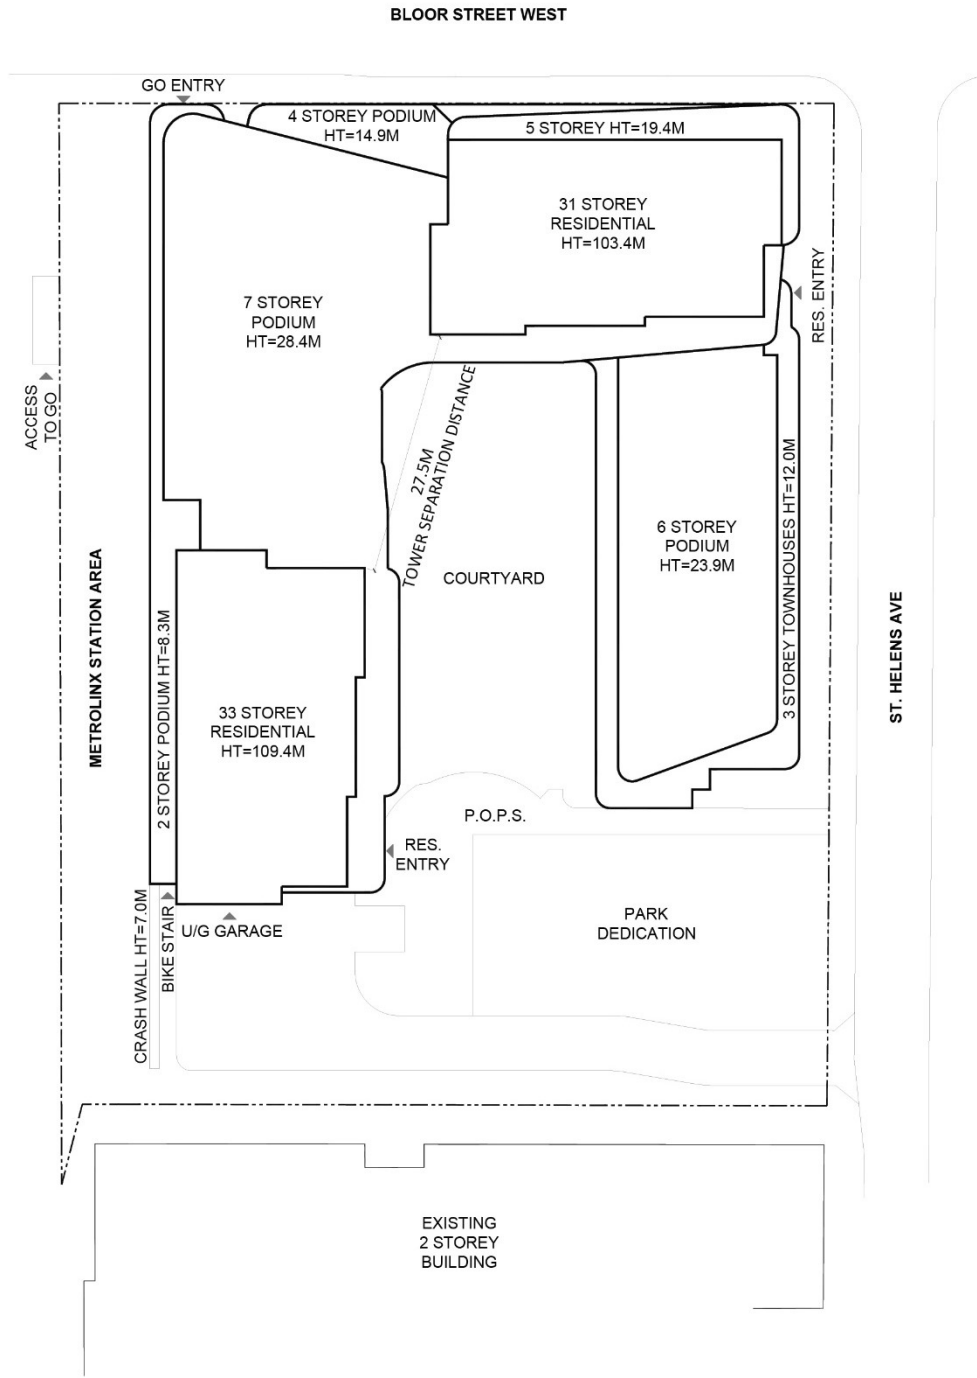 BLOOR STREET WEST
GO ENTRY
4 STOREY PODIUM
HT=14.9M
5 STOREY HT=19.4M
31 STOREY
RESIDENTIAL
HT=103.4M
RES. ENTRY
7 STOREY
PODIUM
HT=28.4M
ACCESS
TO GO
27.5M
TOWER SEPARATION DISTANCE
6 STOREY
PODIUM
HT=23.9M
3 STOREY TOWNHOUSES HT=12.0M
COURTYARD
METROLINX STATION AREA
2 STOREY PODIUM HT=8.3M
ST. HELENS AVE
33 STOREY
RESIDENTIAL
HT=109.4M
P.O.P.S.
RES.
ENTRY
CRASH WALL HT=7.0M
BIKE STAIR
U/G GARAGE
PARK
DEDICATION
EXISTING
2 STOREY
BUILDING